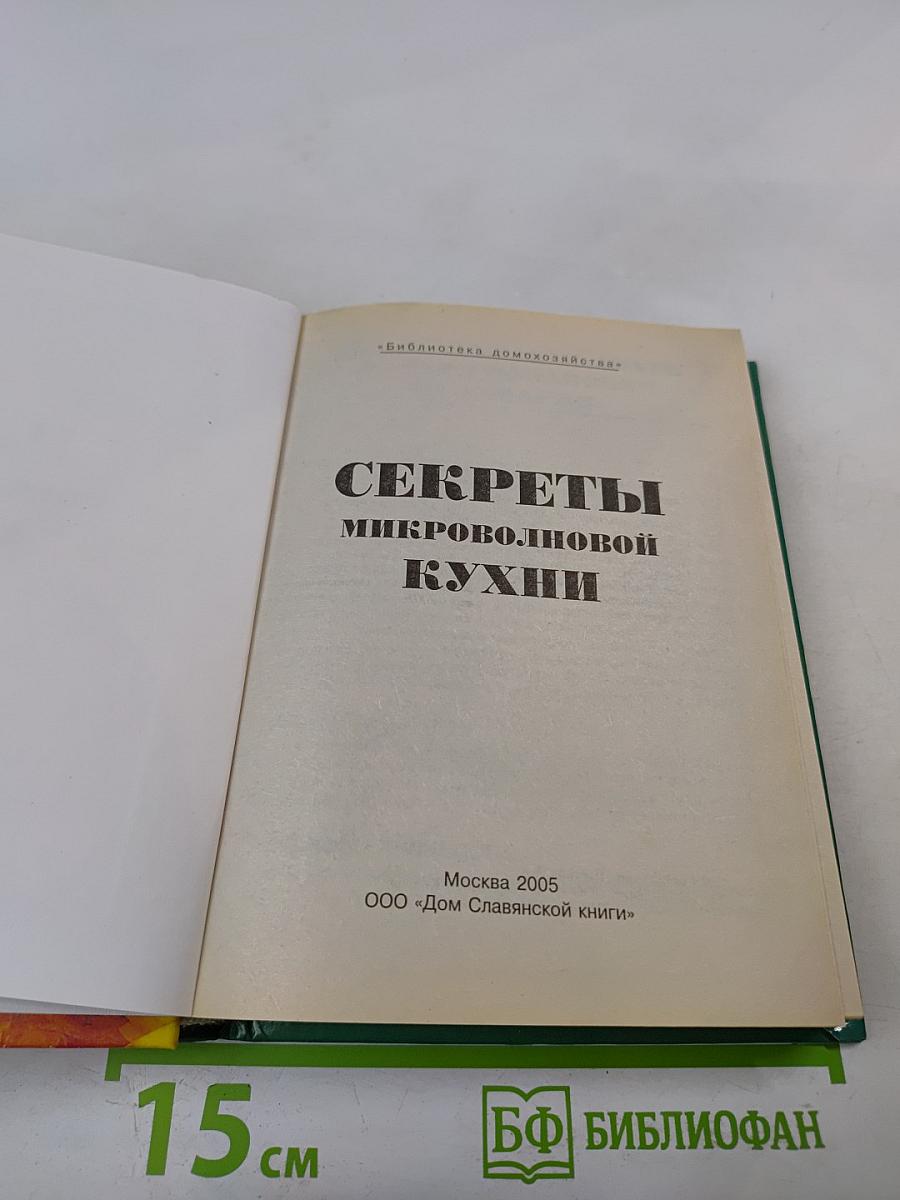 «Библиотека домохозяйства»
СЕКРЕТЫ
МИКРОВОЛНОВОЙ
КУХНИ
Москва 2005
ООО «Дом Славянской книги»
15 см
БФ БИБЛИОФАН